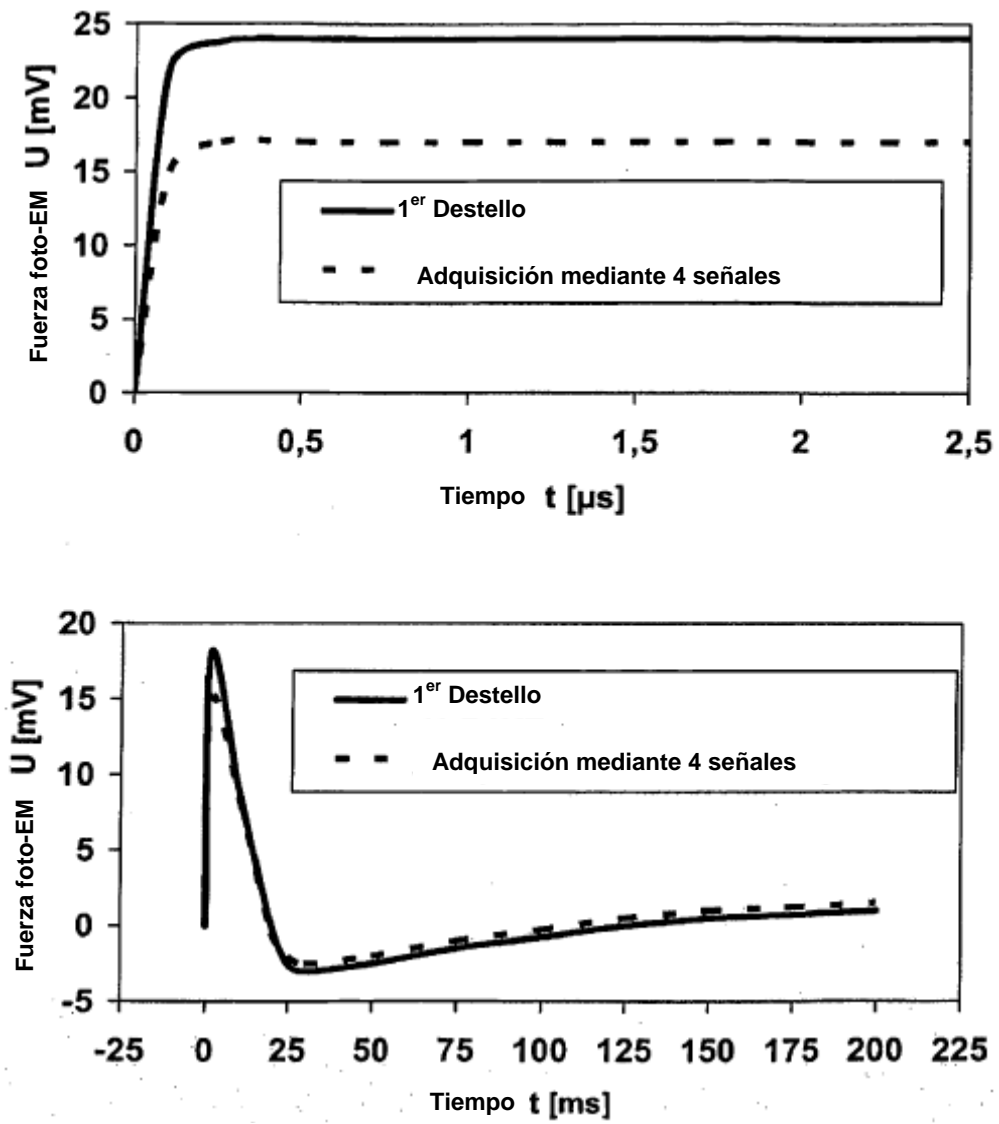 25
20
15
10
5
0
Fuerza foto-EM U [mV]
1er Destello
Adquisición mediante 4 señales
0 0,5 1 1,5 2 2,5
Tiempo t [µs]
20
15
10
5
0
-5
Fuerza foto-EM U [mV]
1er Destello
Adquisición mediante 4 señales
-25 0 25 50 75 100 125 150 175 200 225
Tiempo t [ms]